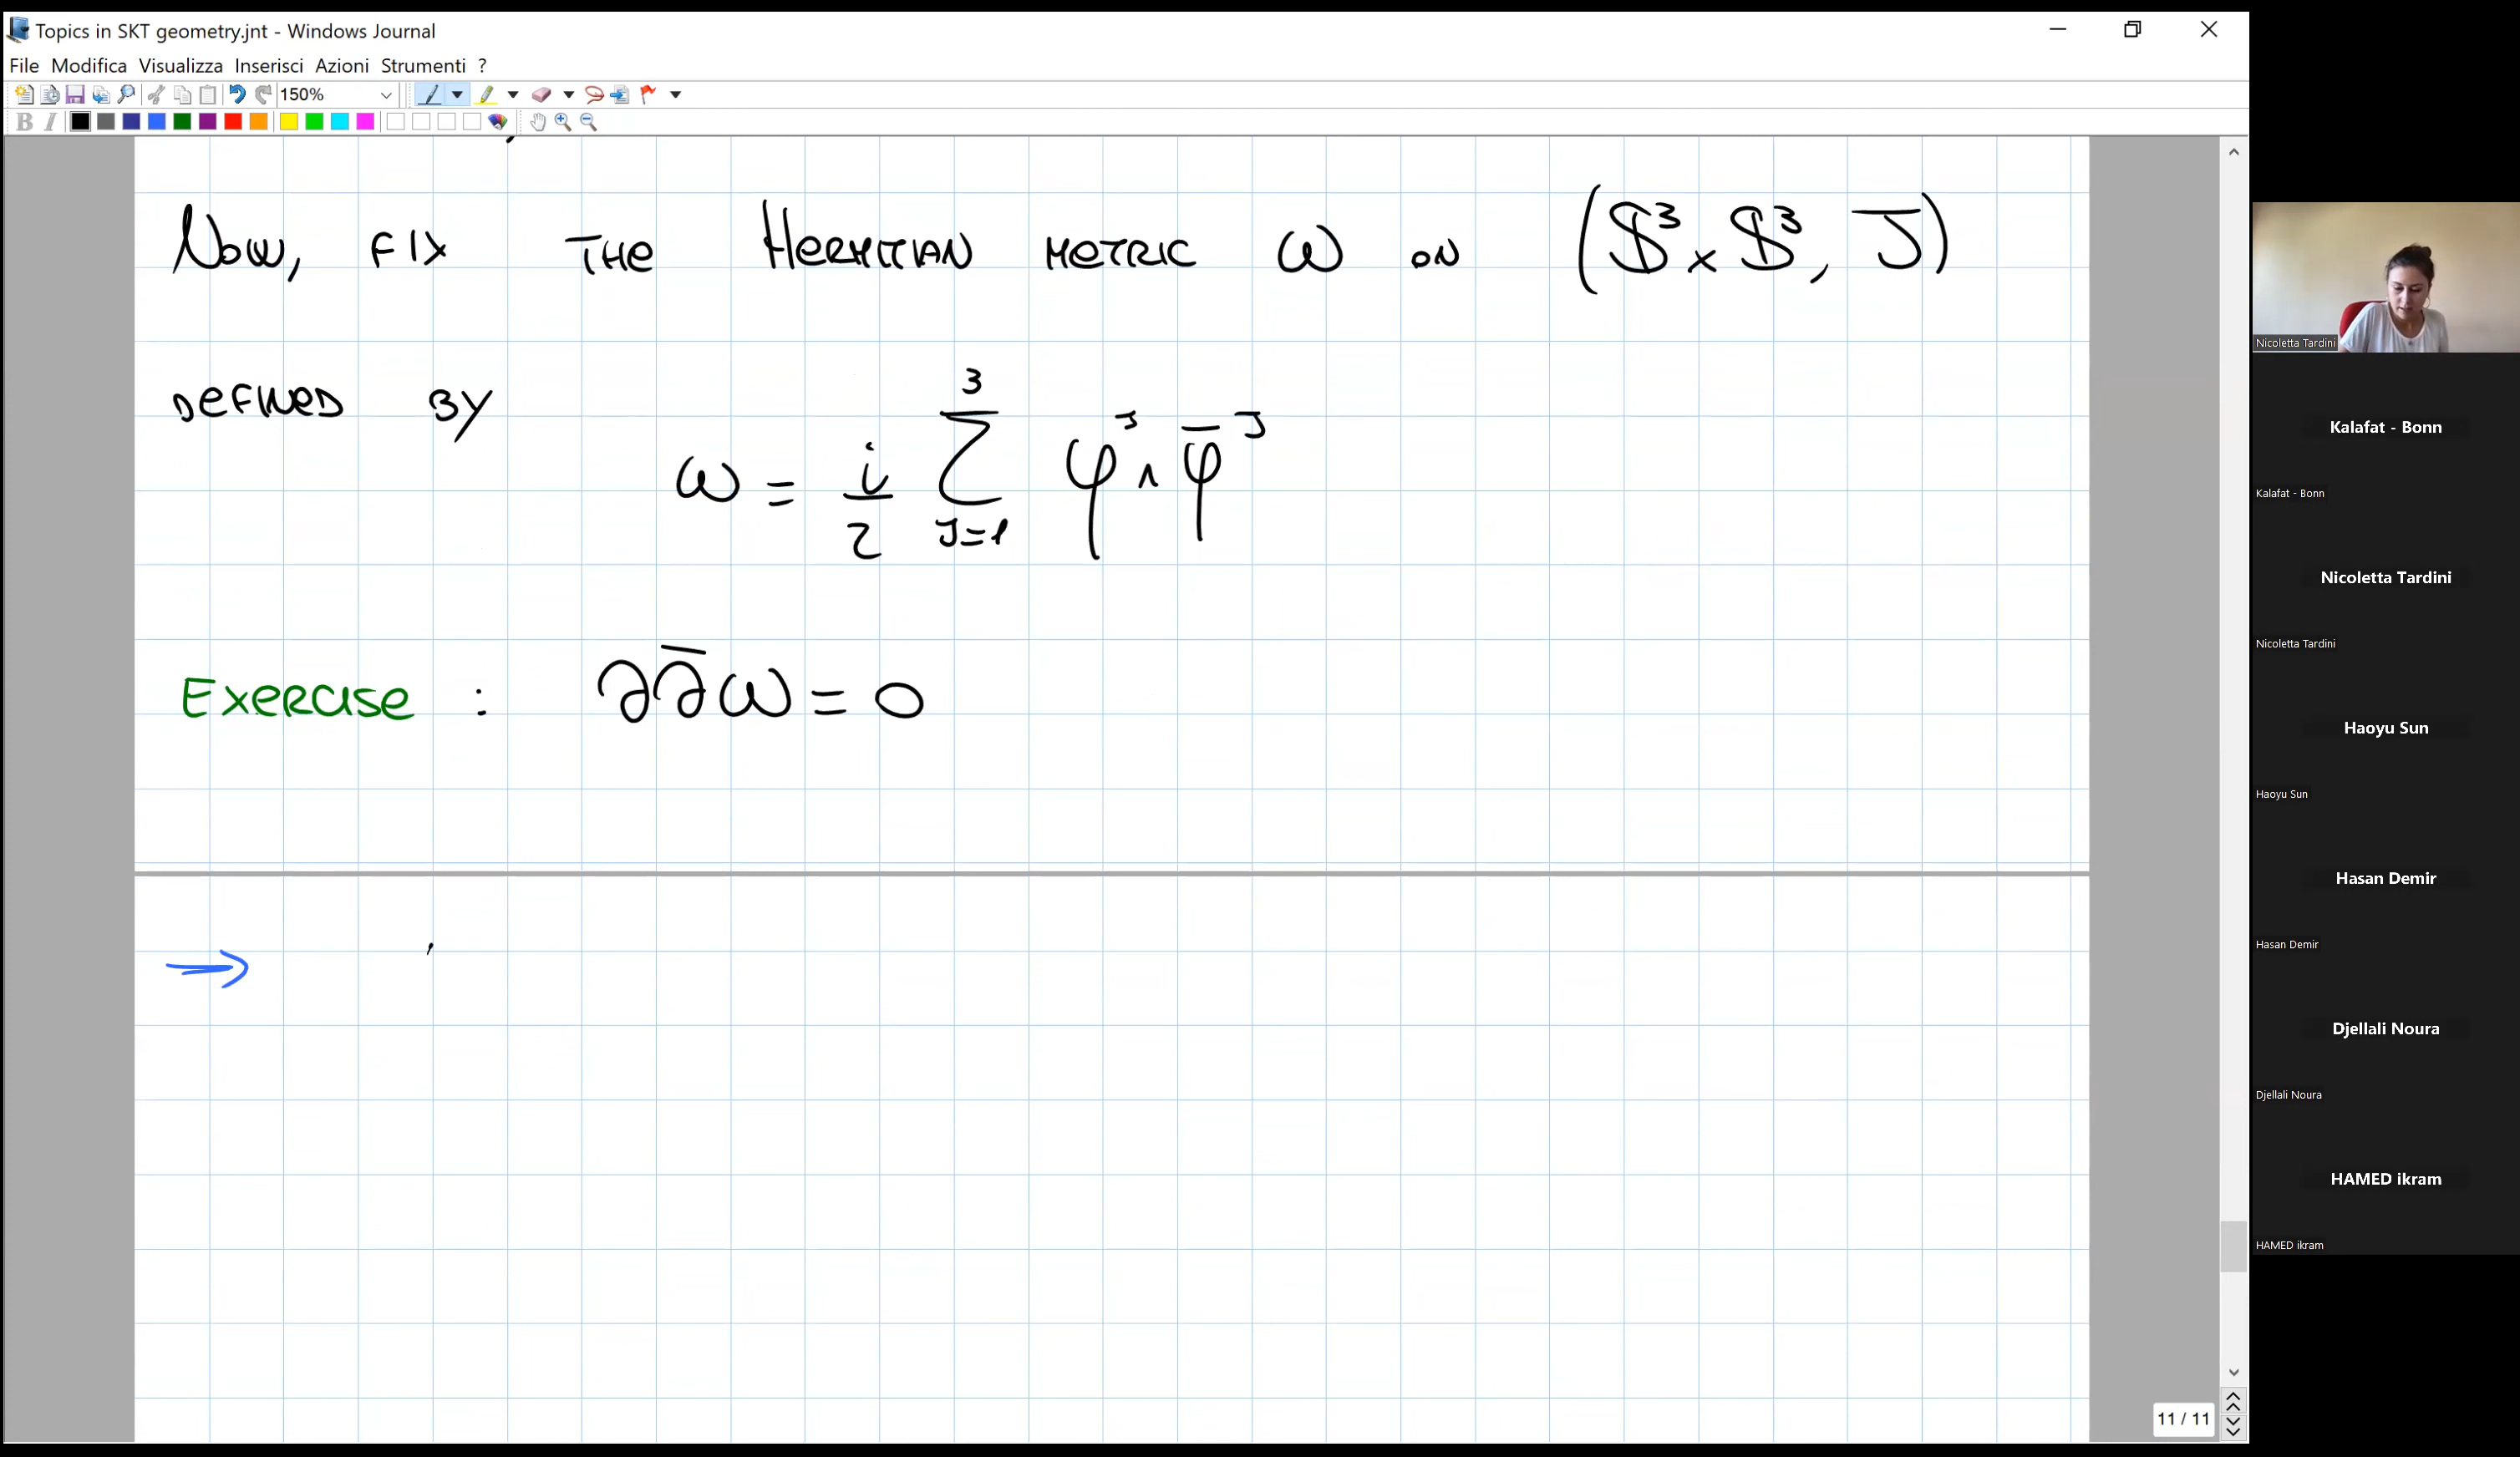 Topics in SKT geometry.jnt - Windows Journal
File Modifica Visualizza Inserisci Azioni Strumenti ?
150%
B I
Now, FIX THE HERMITIAN METRIC ω ON (𝕊³ × 𝕊³, J)
DEFINED BY
ω = i/2 ∑_{J=1}^{3} φ^J ∧ φ̄^J
EXERCISE : ∂∂̄ω = 0
→
11 / 11
Nicoletta Tardini
Kalafat - Bonn
Kalafat - Bonn
Nicoletta Tardini
Nicoletta Tardini
Haoyu Sun
Haoyu Sun
Hasan Demir
Hasan Demir
Djellali Noura
Djellali Noura
HAMED ikram
HAMED ikram